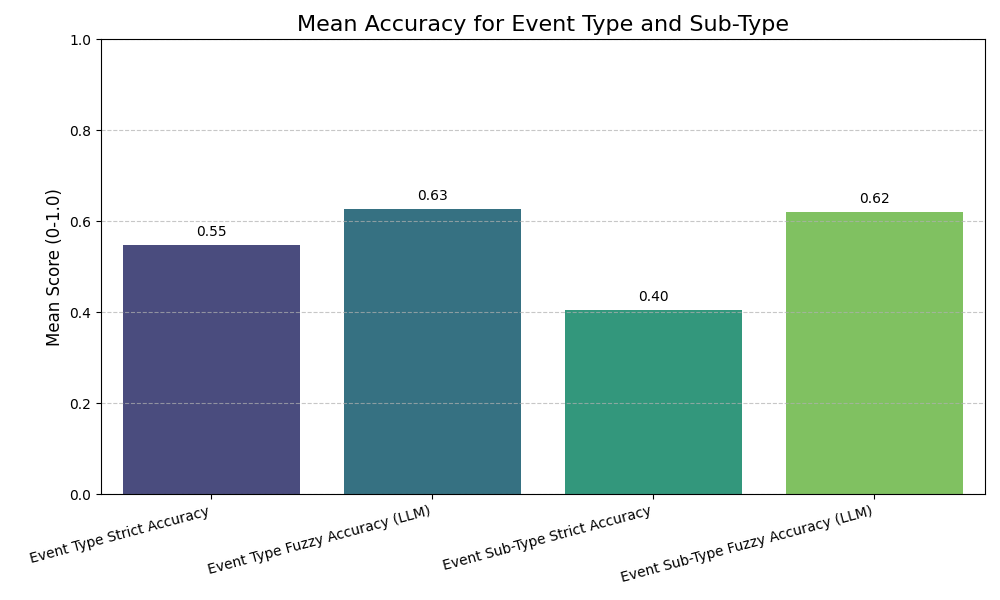 Mean Accuracy for Event Type and Sub-Type
Mean Score (0-1.0)
1.0
0.8
0.6
0.4
0.2
0.0
0.55
0.63
0.40
0.62
Event Type Strict Accuracy
Event Type Fuzzy Accuracy (LLM)
Event Sub-Type Strict Accuracy
Event Sub-Type Fuzzy Accuracy (LLM)